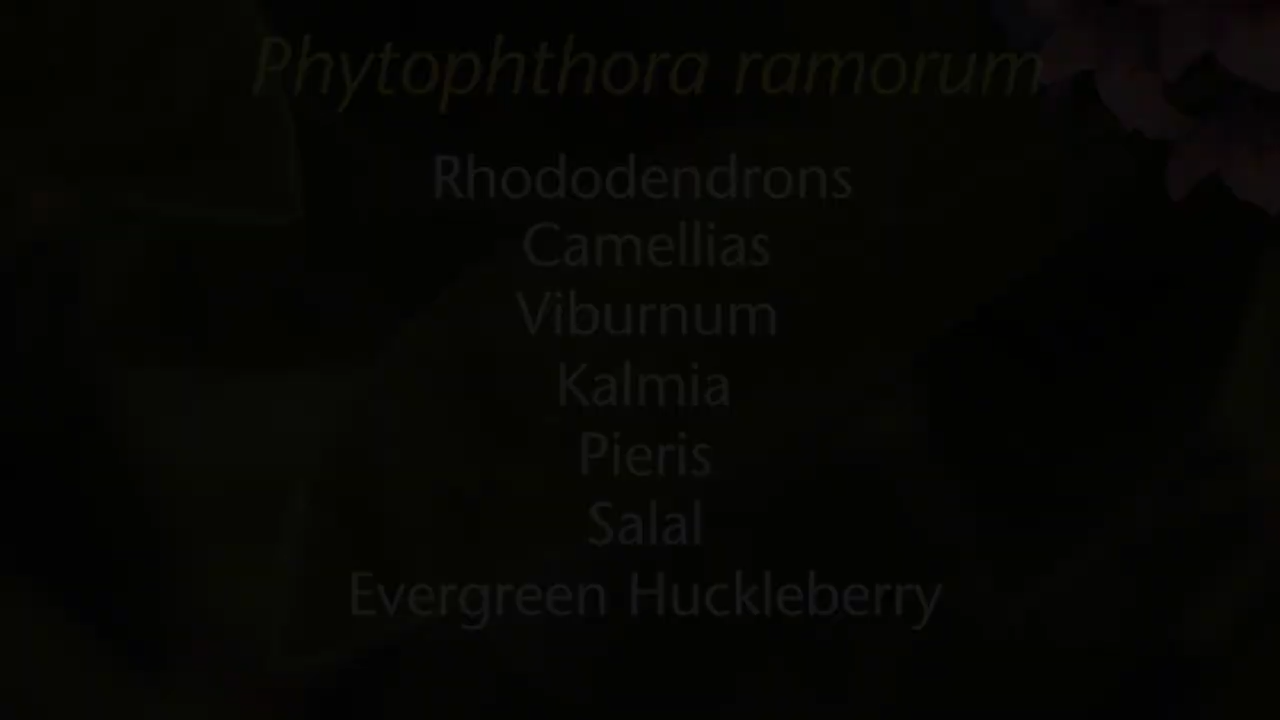 Phytophthora ramorum
Rhododendrons
Camellias
Viburnum
Kalmia
Pieris
Salal
Evergreen Huckleberry